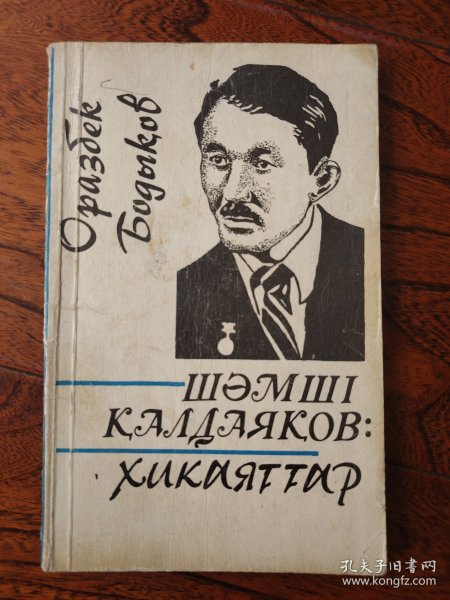 Оразбек
Бодықов
ШӘМШІ
ҚАЛДАЯҚОВ:
ХИКАЯТТАР
孔夫子旧书网
www.kongfz.com